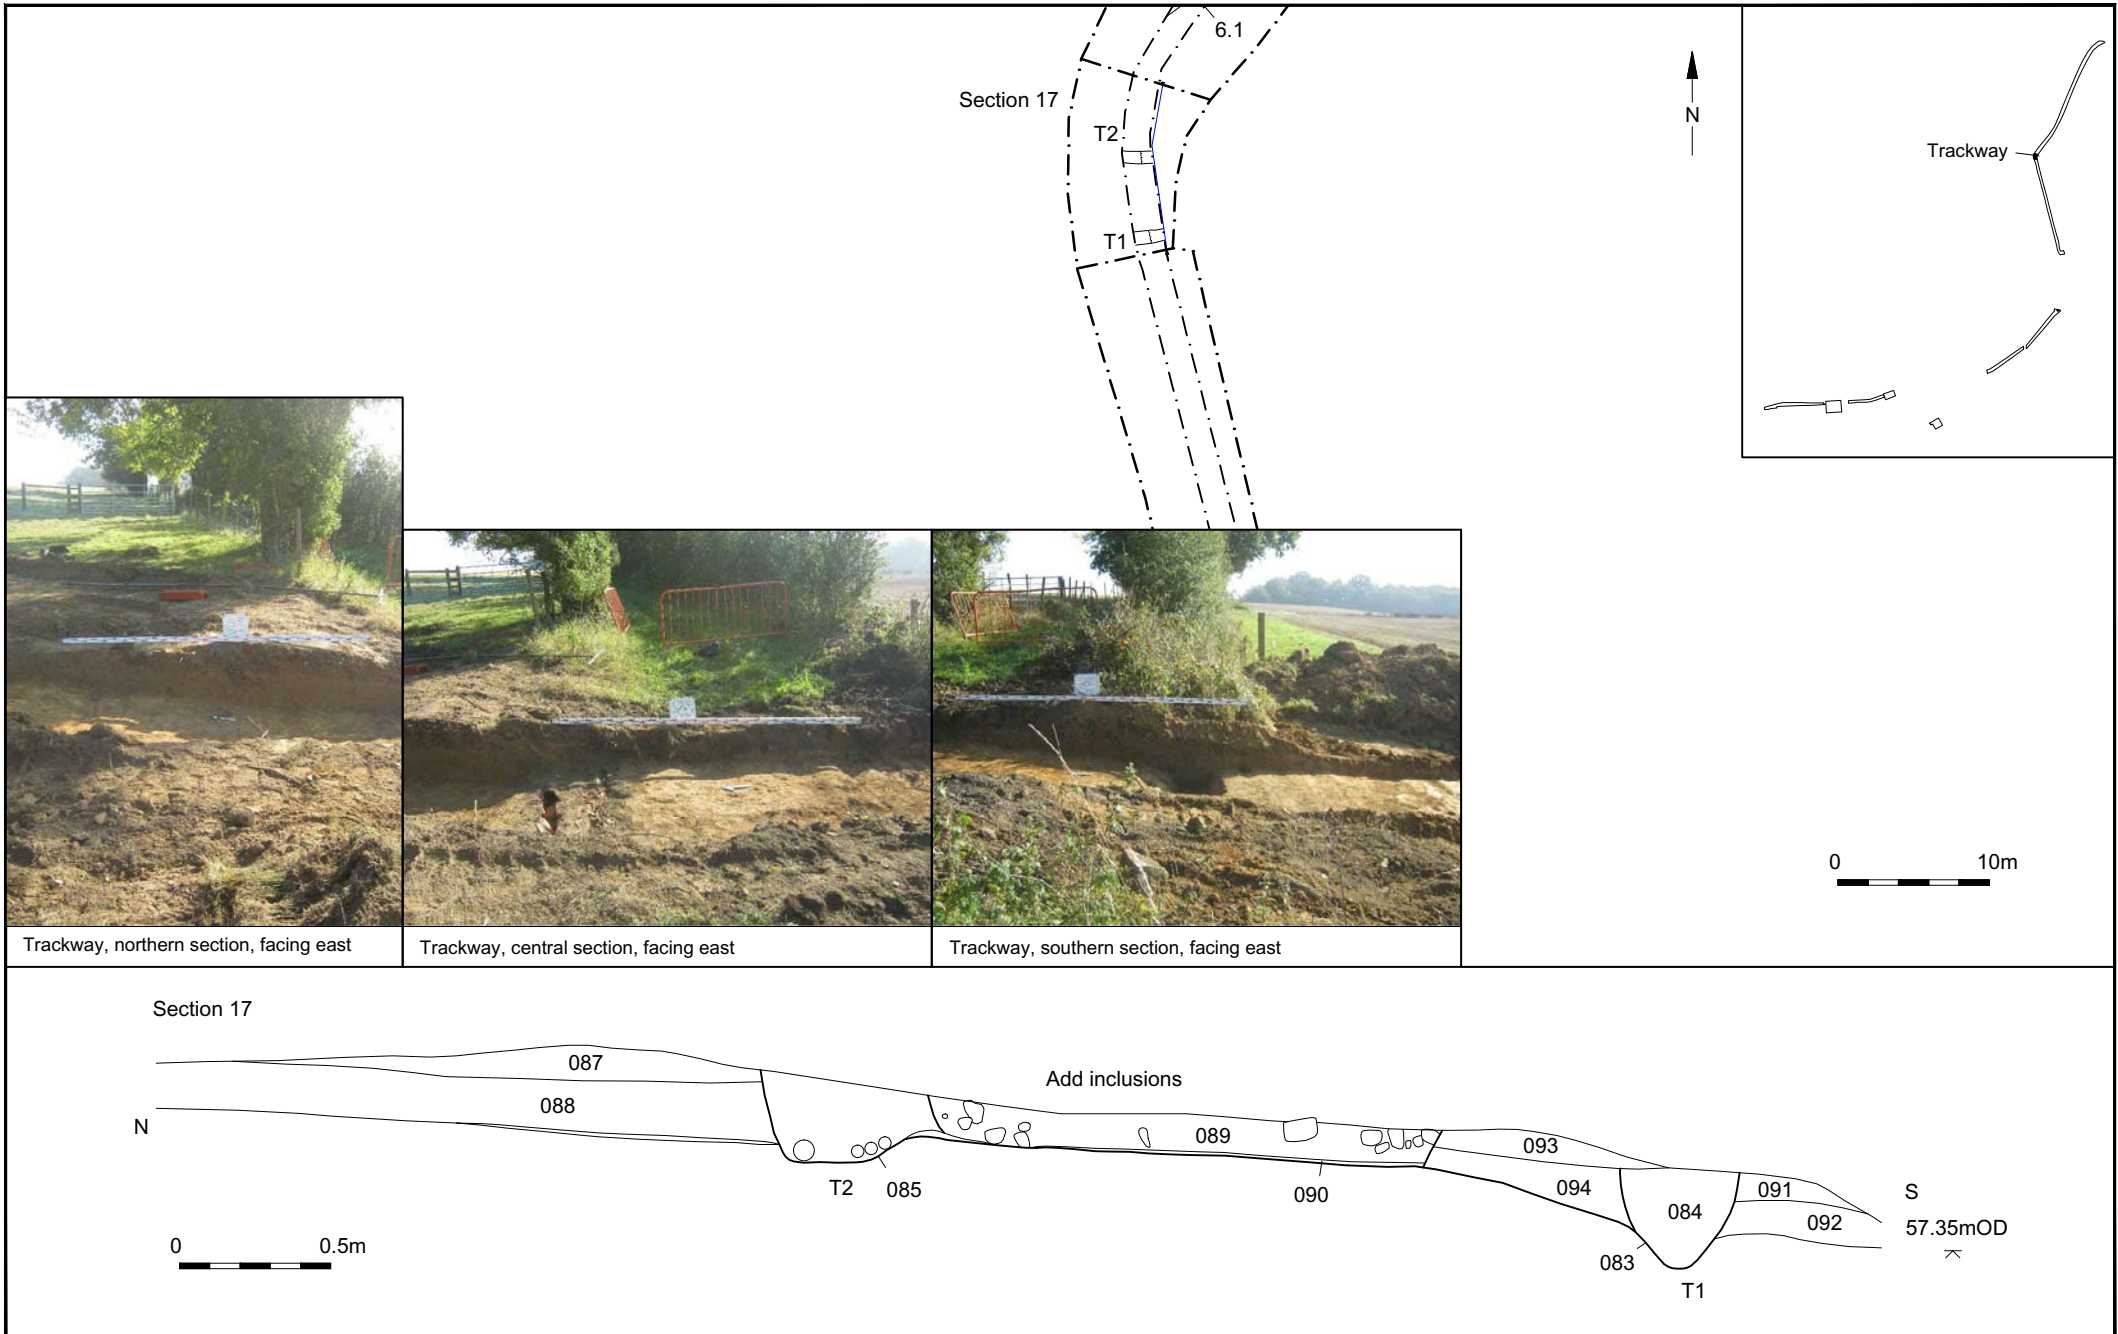 6.1
Section 17
T2
T1
N
Trackway
0 10m
Trackway, northern section, facing east
Trackway, central section, facing east
Trackway, southern section, facing east
Section 17
087
088
N
Add inclusions
089
093
094
091
084
092
S
57.35mOD
T2 085
090
083
T1
0 0.5m